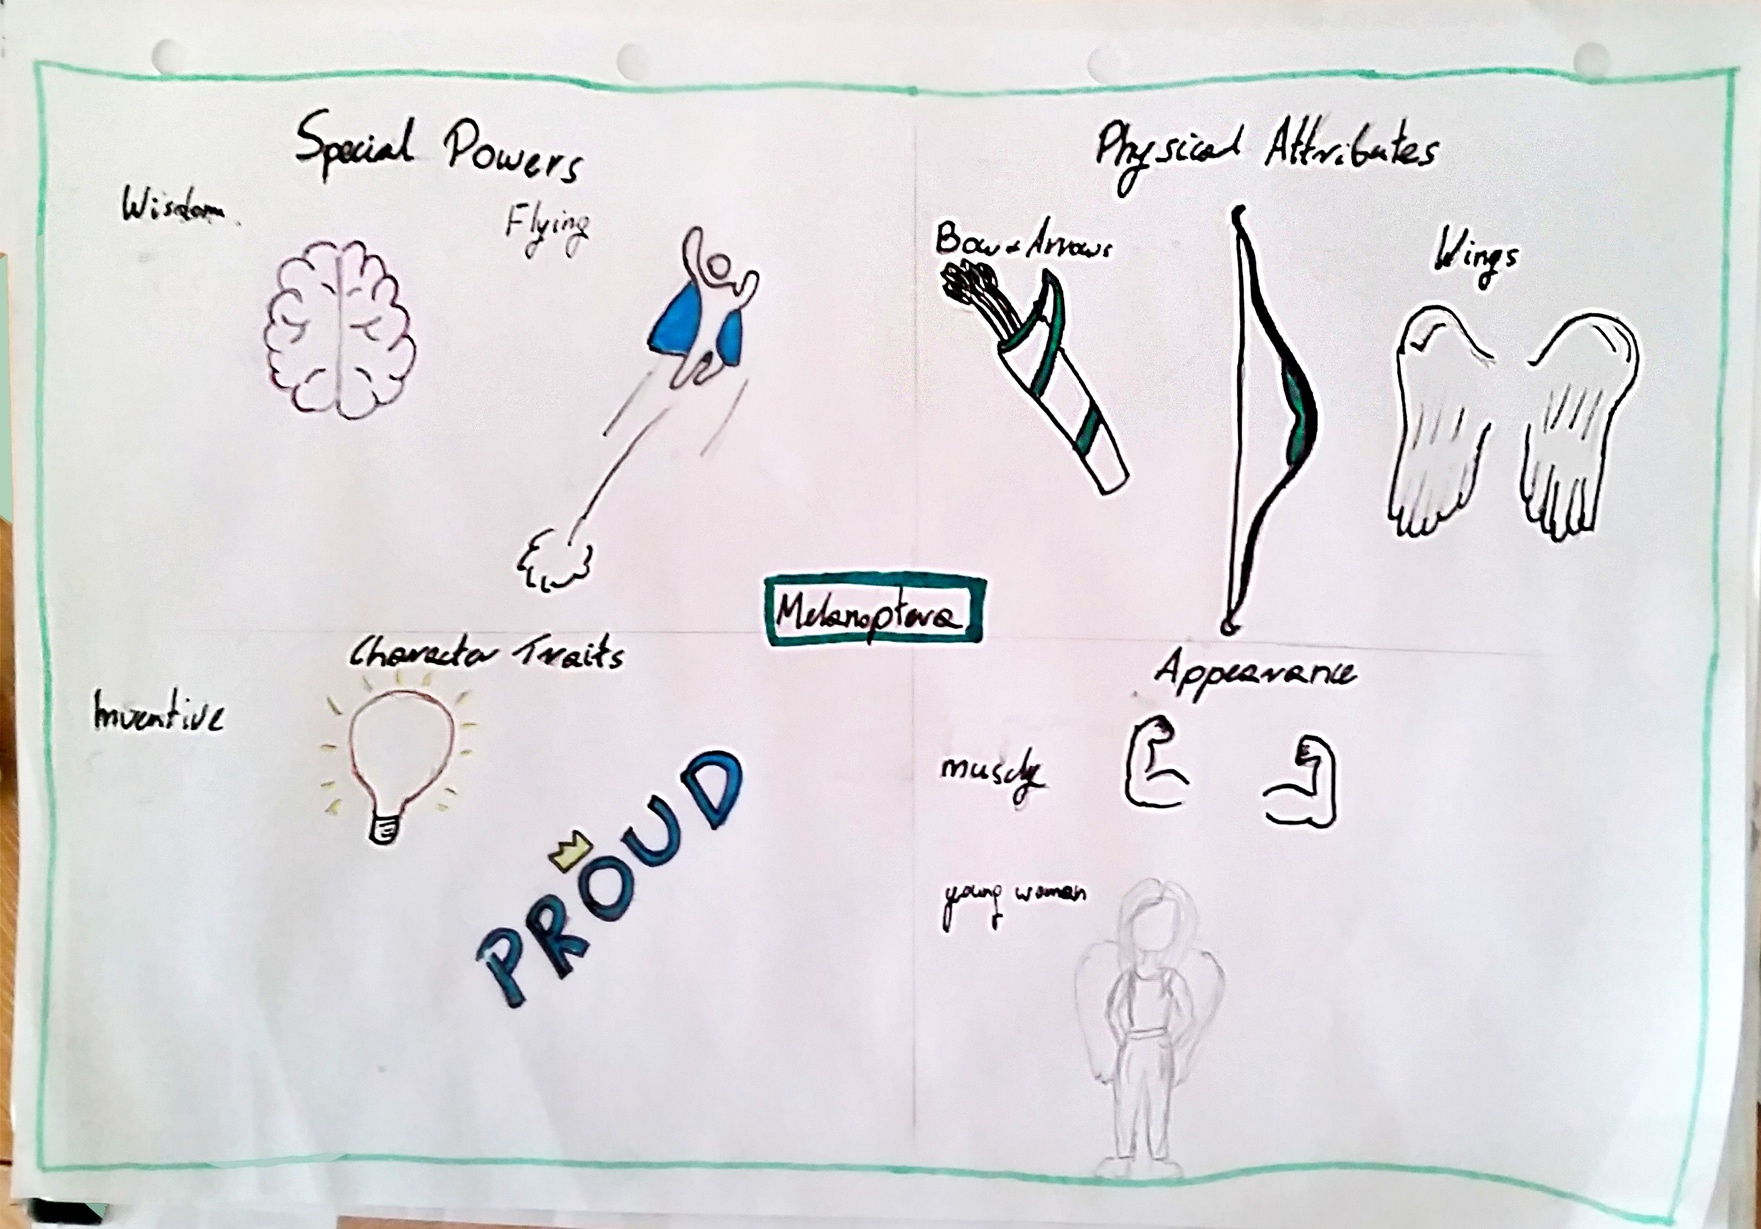 Special Powers
Wisdom
Flying
Physical Attributes
Bow + Arrows
Wings
Melanoptera
Character Traits
Inventive
PROUD
Appearance
muscly
young woman